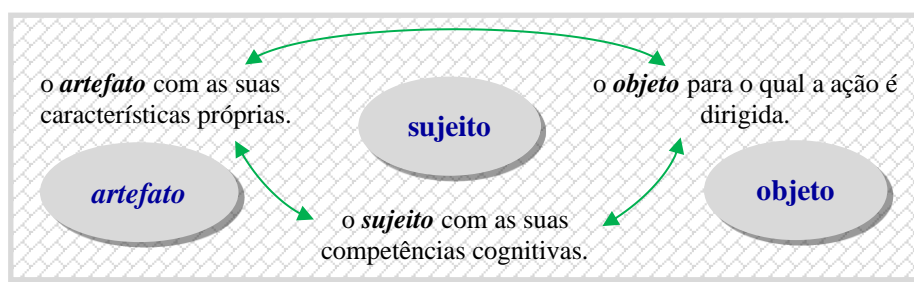 o artefato com as suas
características próprias.
o objeto para o qual a ação é
dirigida.
sujeito
artefato
objeto
o sujeito com as suas
competências cognitivas.